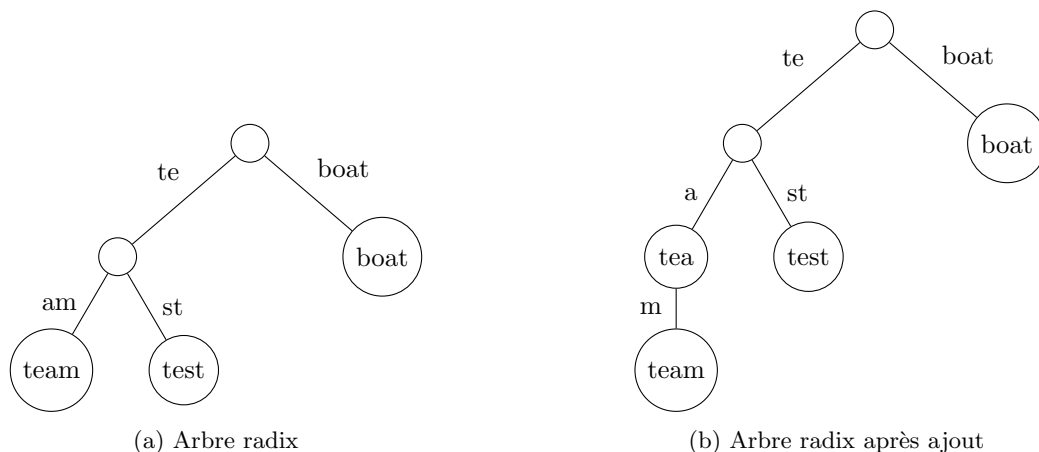 te
boat
boat
am
st
team
test
(a) Arbre radix
te
boat
boat
a
st
tea
test
m
team
(b) Arbre radix après ajout